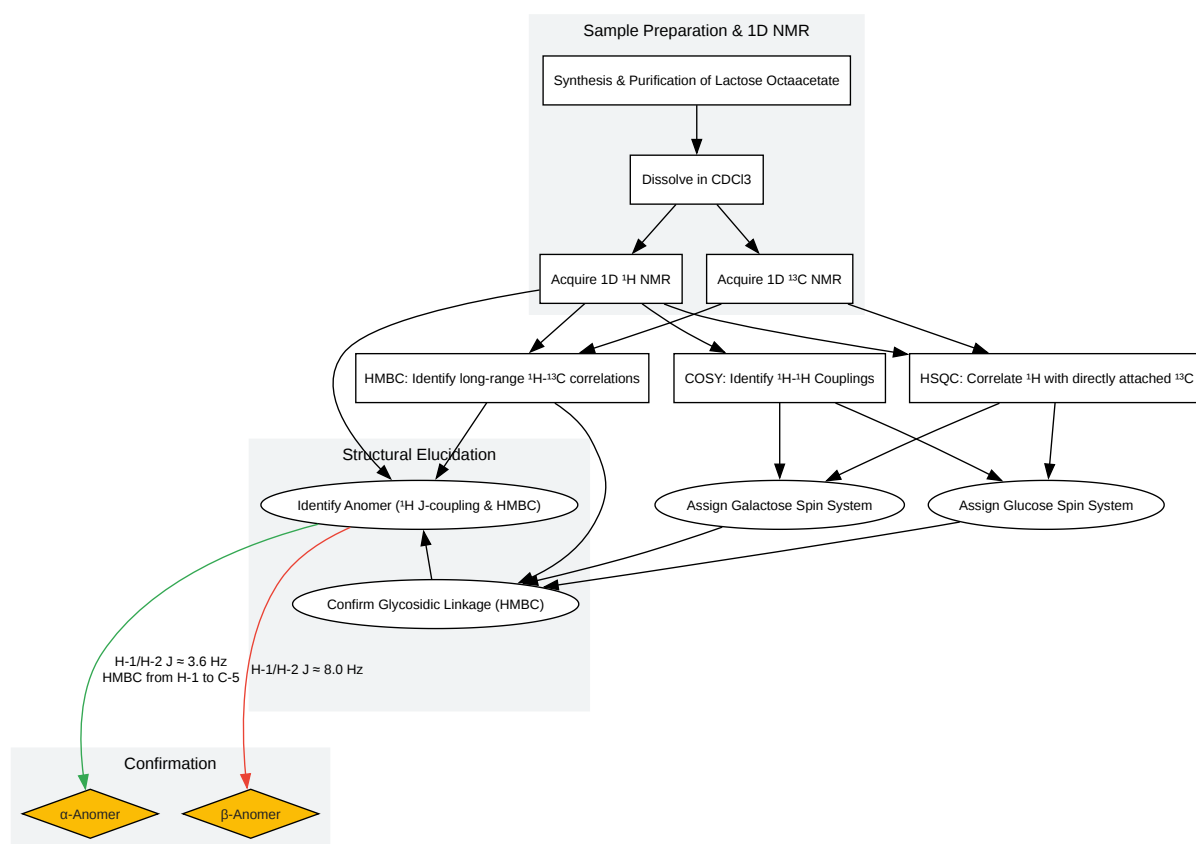 Sample Preparation & 1D NMR
Synthesis & Purification of Lactose Octaacetate
Dissolve in CDCl3
Acquire 1D ¹H NMR
Acquire 1D ¹³C NMR
HMBC: Identify long-range ¹H-¹³C correlations
COSY: Identify ¹H-¹H Couplings
HSQC: Correlate ¹H with directly attached ¹³C
Structural Elucidation
Identify Anomer (¹H J-coupling & HMBC)
Assign Galactose Spin System
Assign Glucose Spin System
Confirm Glycosidic Linkage (HMBC)
H-1/H-2 J ≈ 3.6 Hz
HMBC from H-1 to C-5
H-1/H-2 J ≈ 8.0 Hz
Confirmation
α-Anomer
β-Anomer